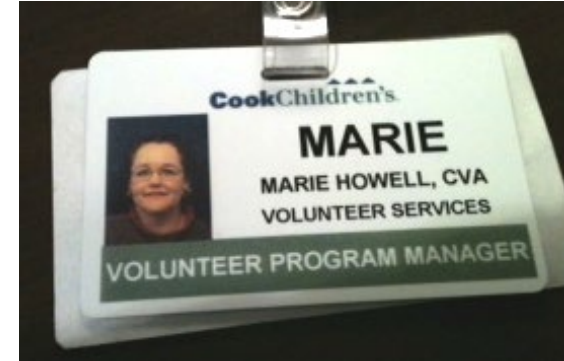 CookChildren's.
MARIE
MARIE HOWELL, CVA
VOLUNTEER SERVICES
VOLUNTEER PROGRAM MANAGER